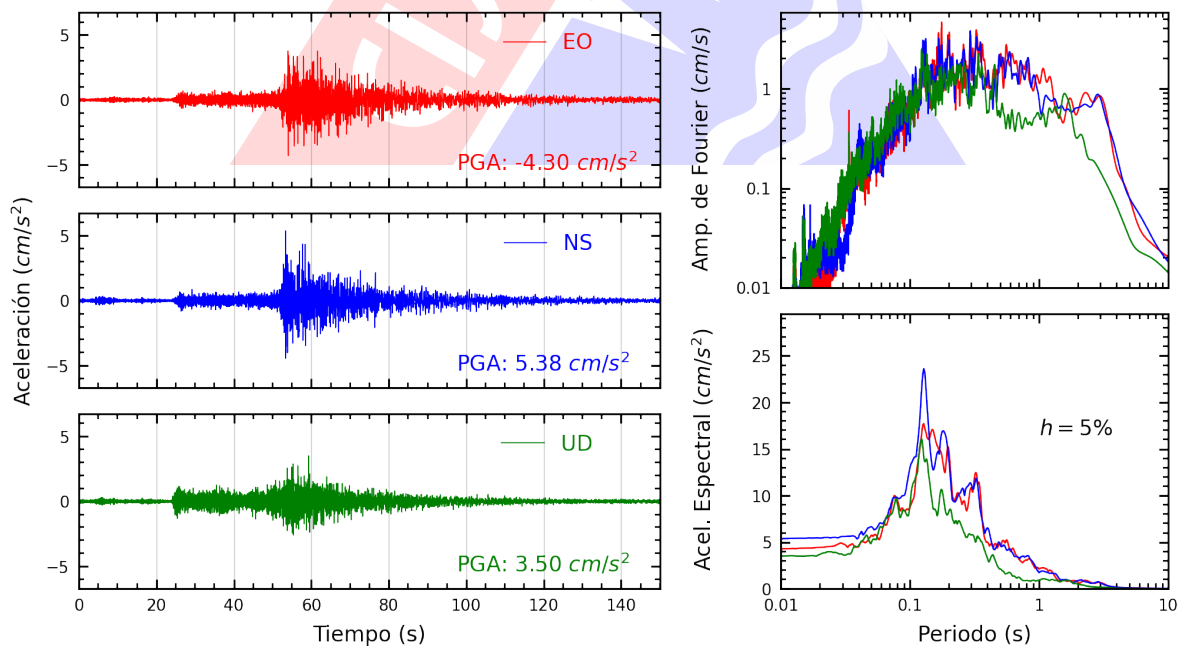 Aceleración (cm/s²)
5
0
−5
EO
PGA: -4.30 cm/s²
5
0
−5
NS
PGA: 5.38 cm/s²
5
0
−5
UD
PGA: 3.50 cm/s²
0
20
40
60
80
100
120
140
Tiempo (s)
Amp. de Fourier (cm/s)
1
0.1
0.01
Acel. Espectral (cm/s²)
25
20
15
10
5
0
h = 5%
0.01
0.1
1
10
Periodo (s)